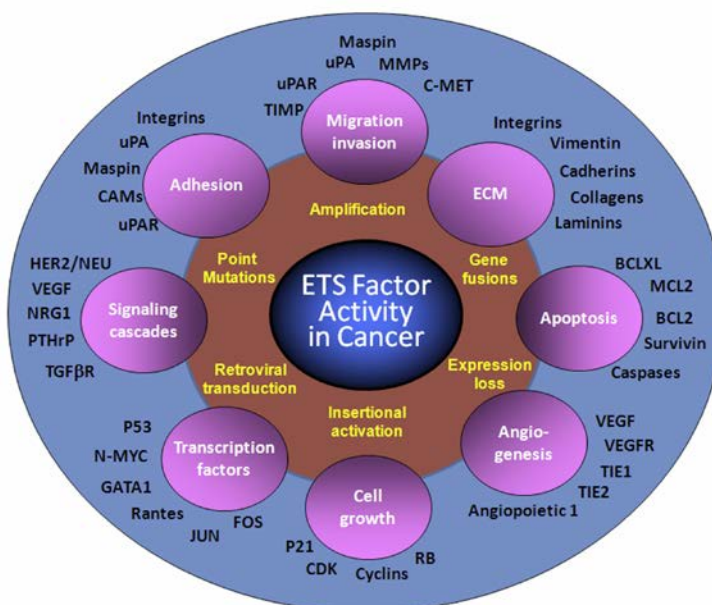 Maspin
uPA
MMPs
uPAR
C-MET
TIMP
Migration
invasion
Integrins
uPA
Maspin
CAMs
uPAR
Adhesion
Integrins
Vimentin
Cadherins
Collagens
Laminins
ECM
Amplification
Point
Mutations
Gene
fusions
ETS Factor
Activity
in Cancer
HER2/NEU
VEGF
NRG1
PTHrP
TGFβR
Signaling
cascades
BCLXL
MCL2
BCL2
Survivin
Caspases
Apoptosis
Retroviral
transduction
Expression
loss
Insertional
activation
P53
N-MYC
GATA1
Rantes
JUN
FOS
Transcription
factors
Angio-
genesis
VEGF
VEGFR
TIE1
TIE2
Angiopoietic 1
Cell
growth
P21
CDK
Cyclins
RB